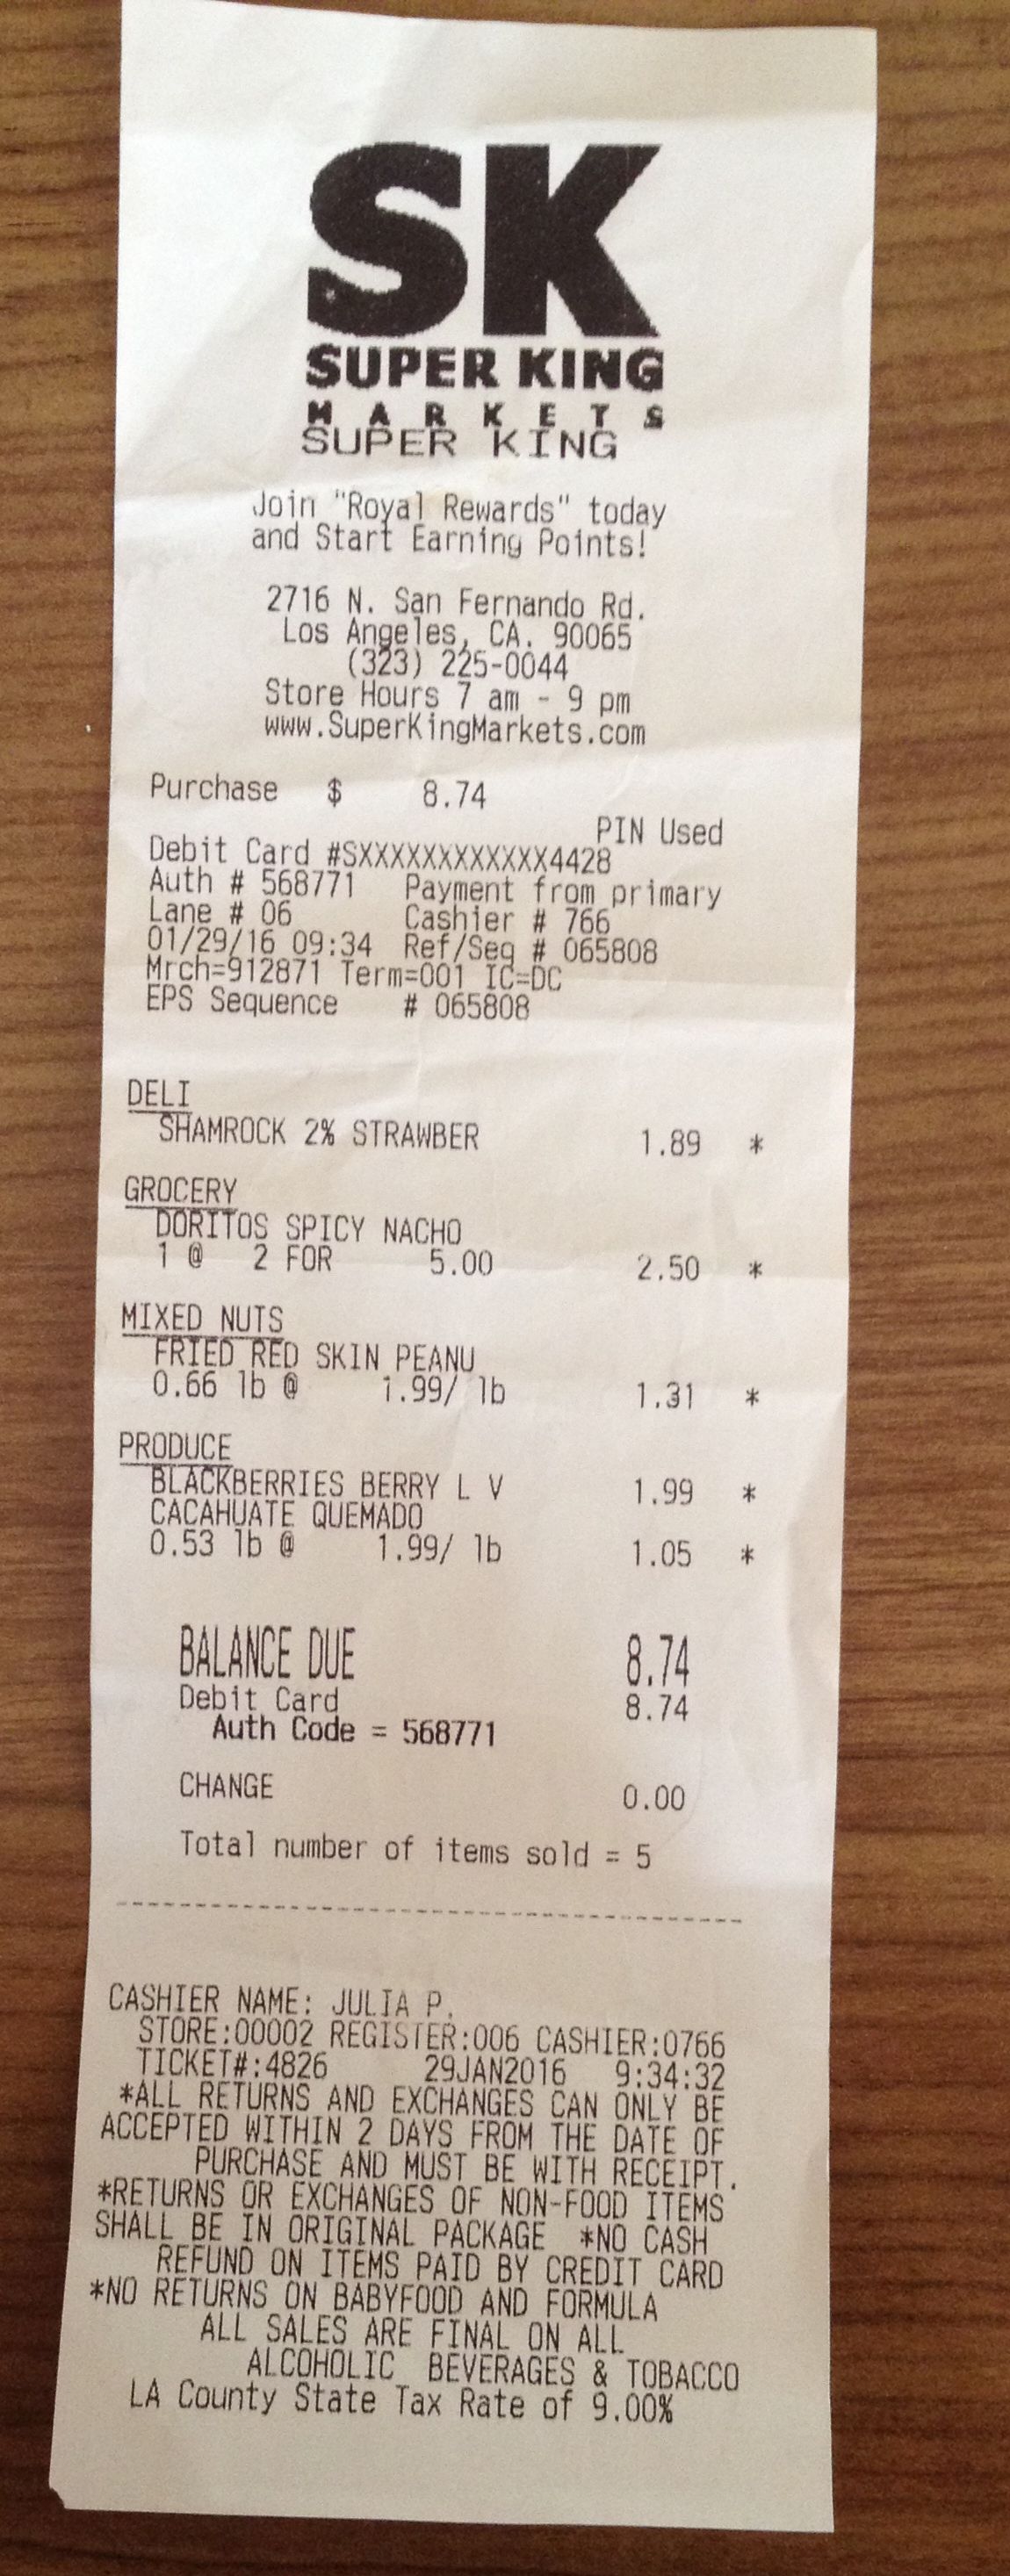 SK
SUPER KING
MARKETS
SUPER KING
Join "Royal Rewards" today
and Start Earning Points!
2716 N. San Fernando Rd.
Los Angeles, CA. 90065
(323) 225-0044
Store Hours 7 am - 9 pm
www.SuperKingMarkets.com
Purchase $ 8.74
PIN Used
Debit Card #SXXXXXXXXXXXX4428
Auth # 568771 Payment from primary
Lane # 06 Cashier # 766
01/29/16 09:34 Ref/Seq # 065808
Mrch=912871 Term=001 IC=DC
EPS Sequence # 065808
DELI
SHAMROCK 2% STRAWBER 1.89 *
GROCERY
DORITOS SPICY NACHO
1 @ 2 FOR 5.00 2.50 *
MIXED NUTS
FRIED RED SKIN PEANU
0.66 lb @ 1.99/ lb 1.31 *
PRODUCE
BLACKBERRIES BERRY L V 1.99 *
CACAHUATE QUEMADO
0.53 lb @ 1.99/ lb 1.05 *
BALANCE DUE 8.74
Debit Card 8.74
Auth Code = 568771
CHANGE 0.00
Total number of items sold = 5
CASHIER NAME: JULIA P.
STORE:00002 REGISTER:006 CASHIER:0766
TICKET#:4826 29JAN2016 9:34:32
*ALL RETURNS AND EXCHANGES CAN ONLY BE
ACCEPTED WITHIN 2 DAYS FROM THE DATE OF
PURCHASE AND MUST BE WITH RECEIPT.
*RETURNS OR EXCHANGES OF NON-FOOD ITEMS
SHALL BE IN ORIGINAL PACKAGE *NO CASH
REFUND ON ITEMS PAID BY CREDIT CARD
*NO RETURNS ON BABYFOOD AND FORMULA
ALL SALES ARE FINAL ON ALL
ALCOHOLIC BEVERAGES & TOBACCO
LA County State Tax Rate of 9.00%